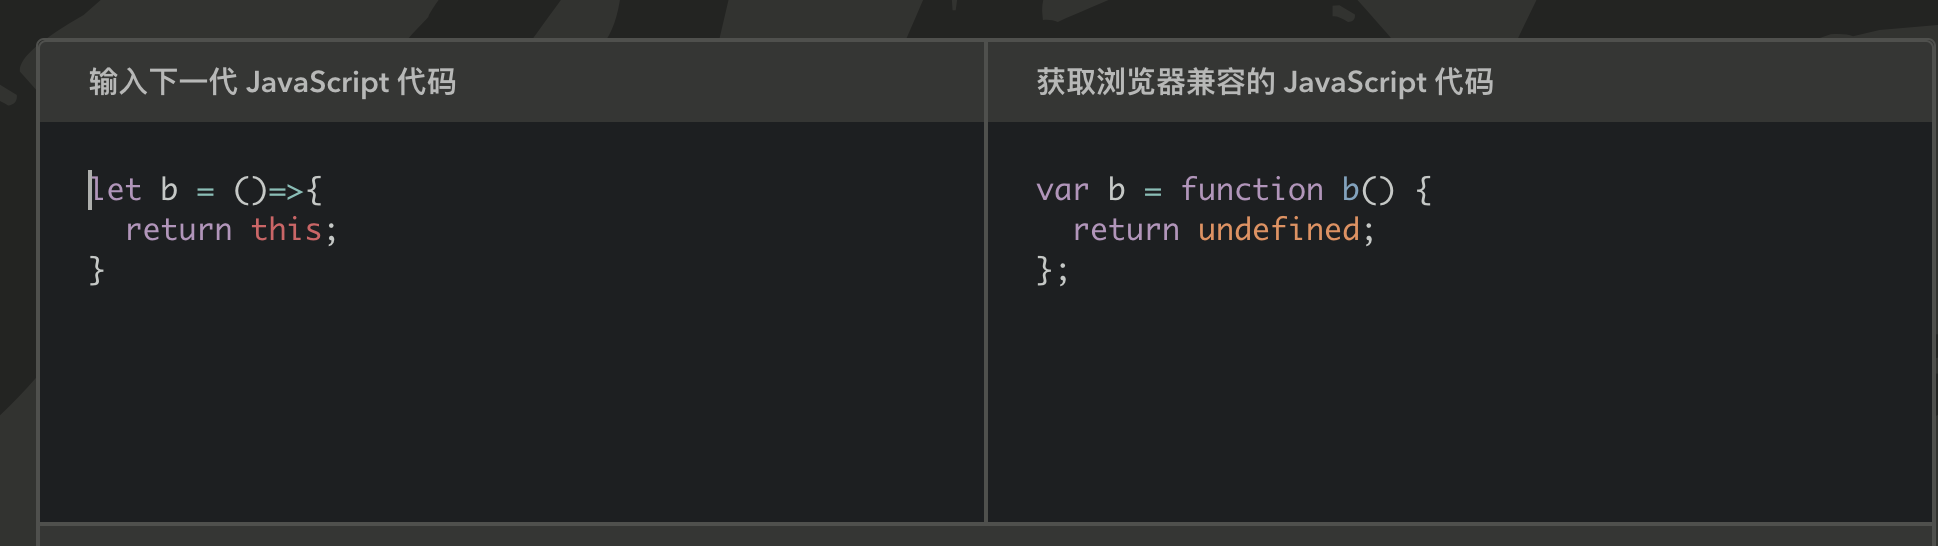 输入下一代 JavaScript 代码
let b = ()=>{
  return this;
}
获取浏览器兼容的 JavaScript 代码
var b = function b() {
  return undefined;
};